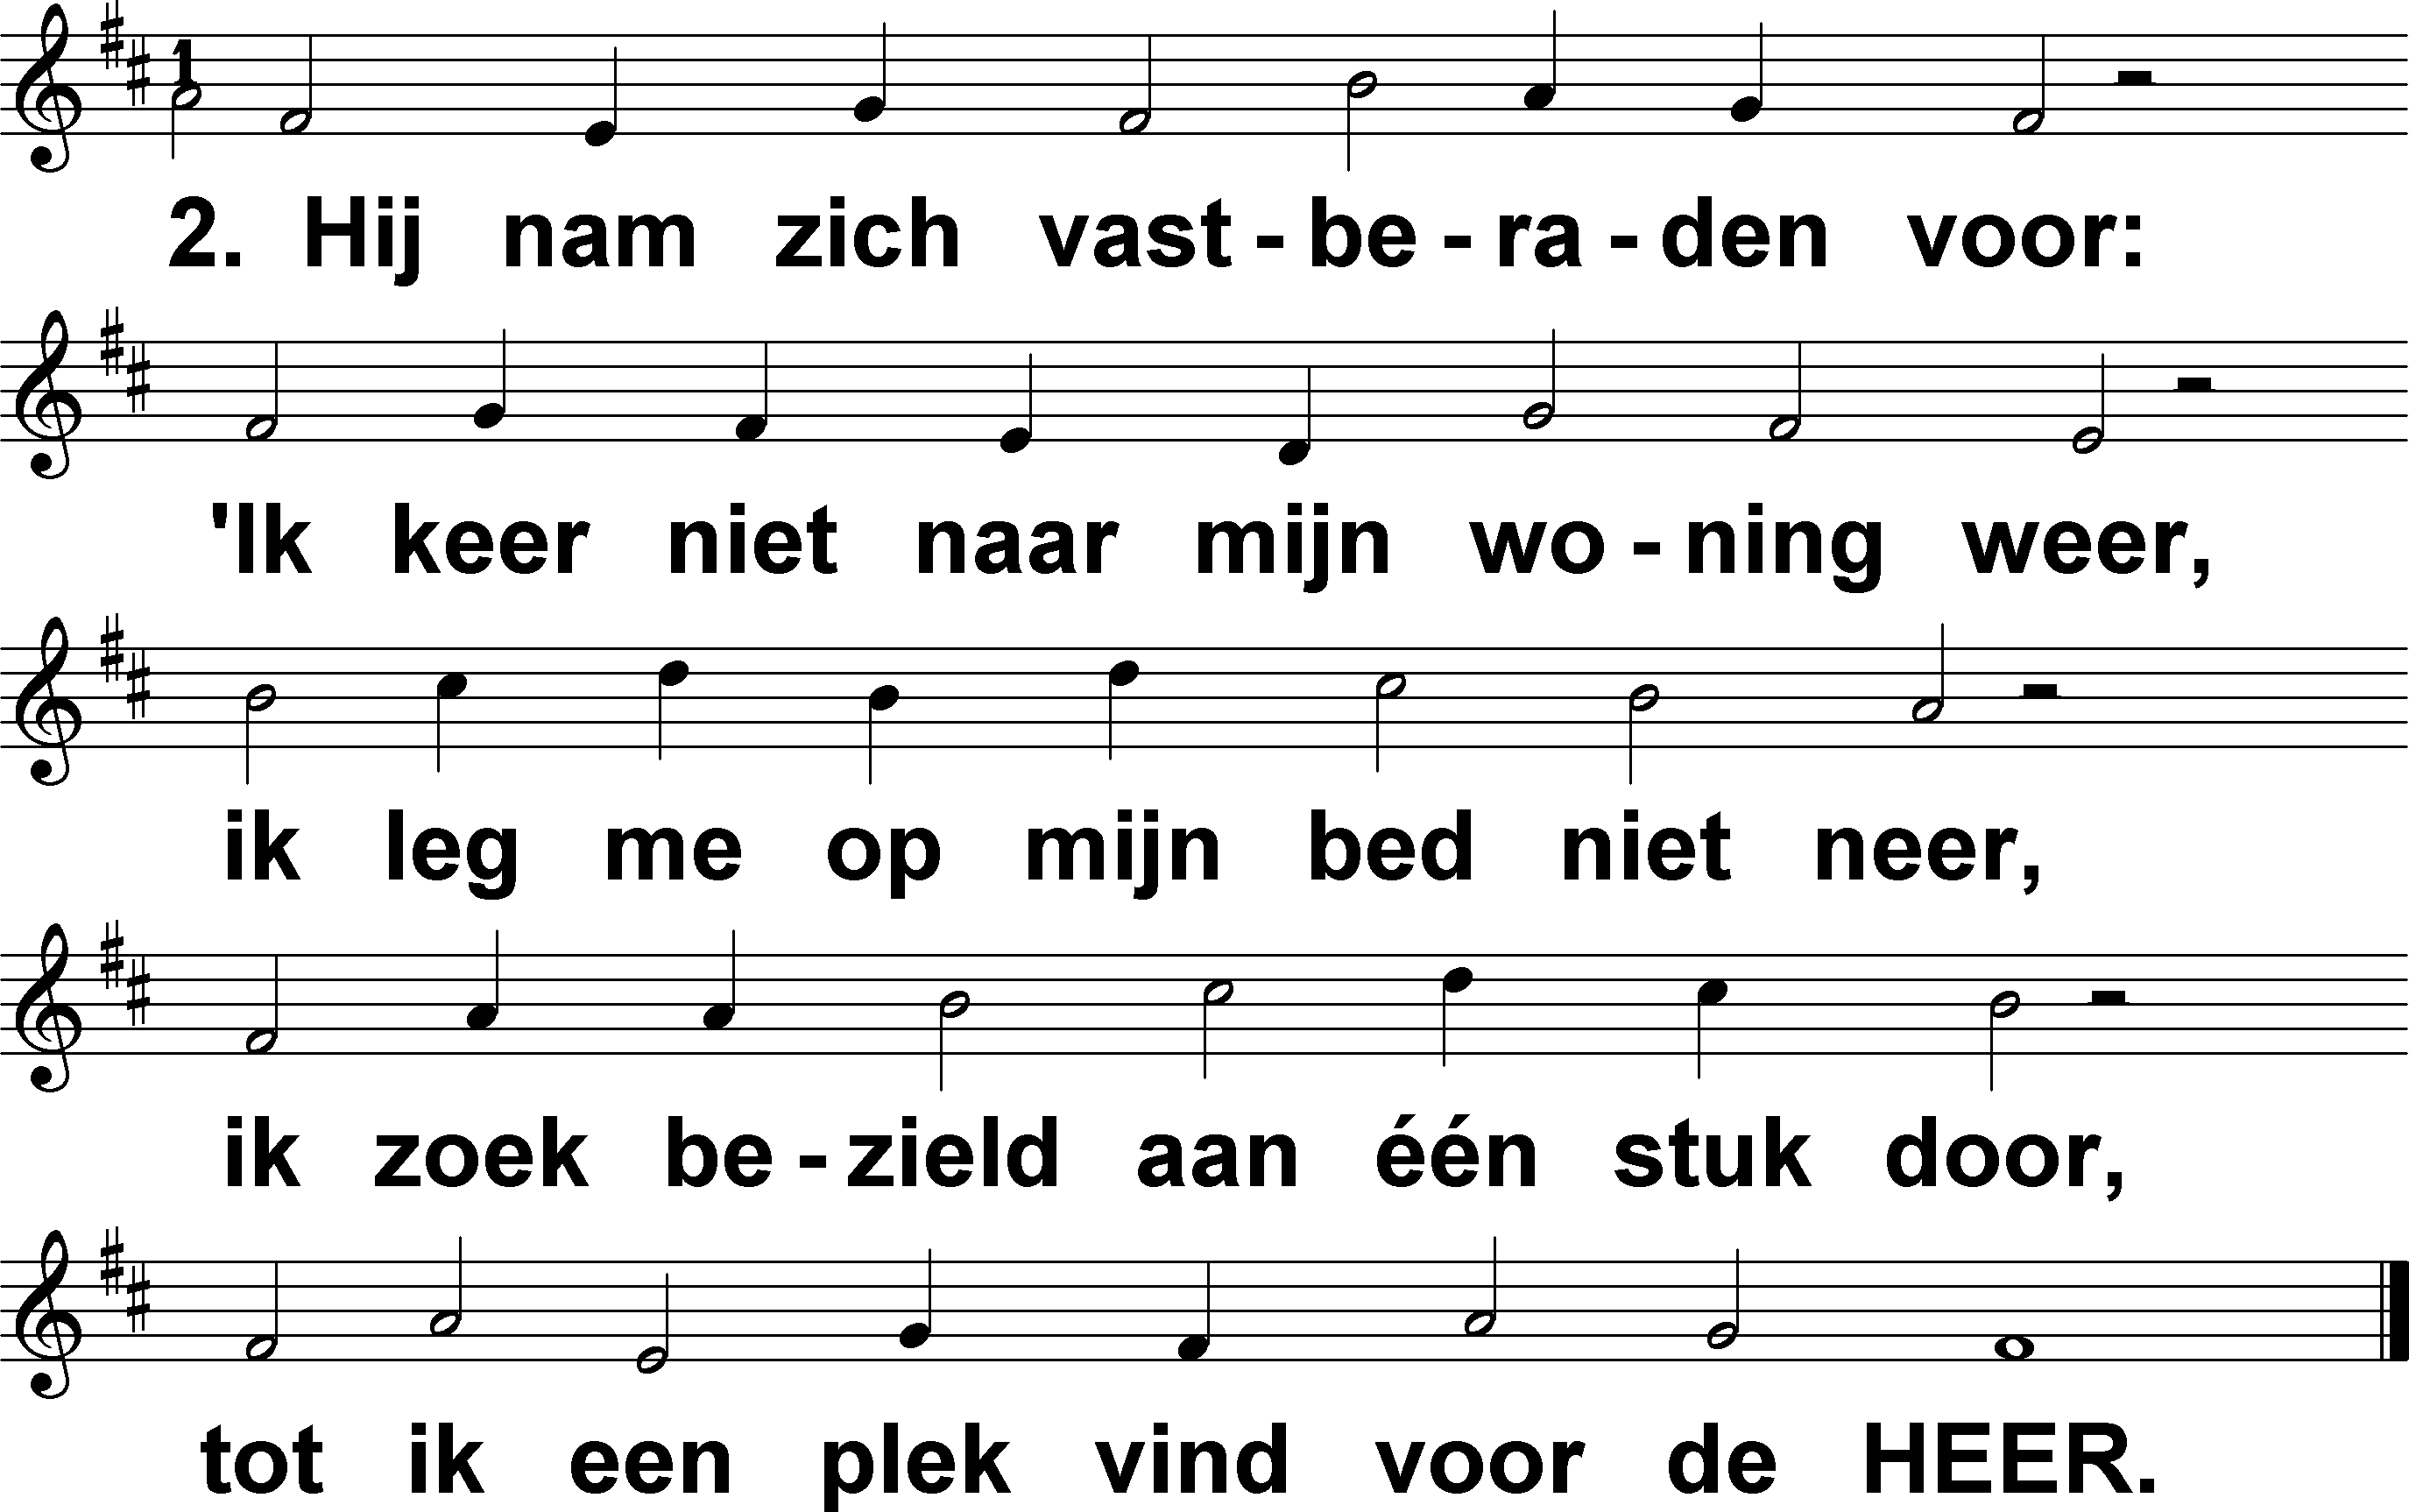 1
2. Hij nam zich vast - be - ra - den voor:
'Ik keer niet naar mijn wo - ning weer,
ik leg me op mijn bed niet neer,
ik zoek be - zield aan één stuk door,
tot ik een plek vind voor de HEER.